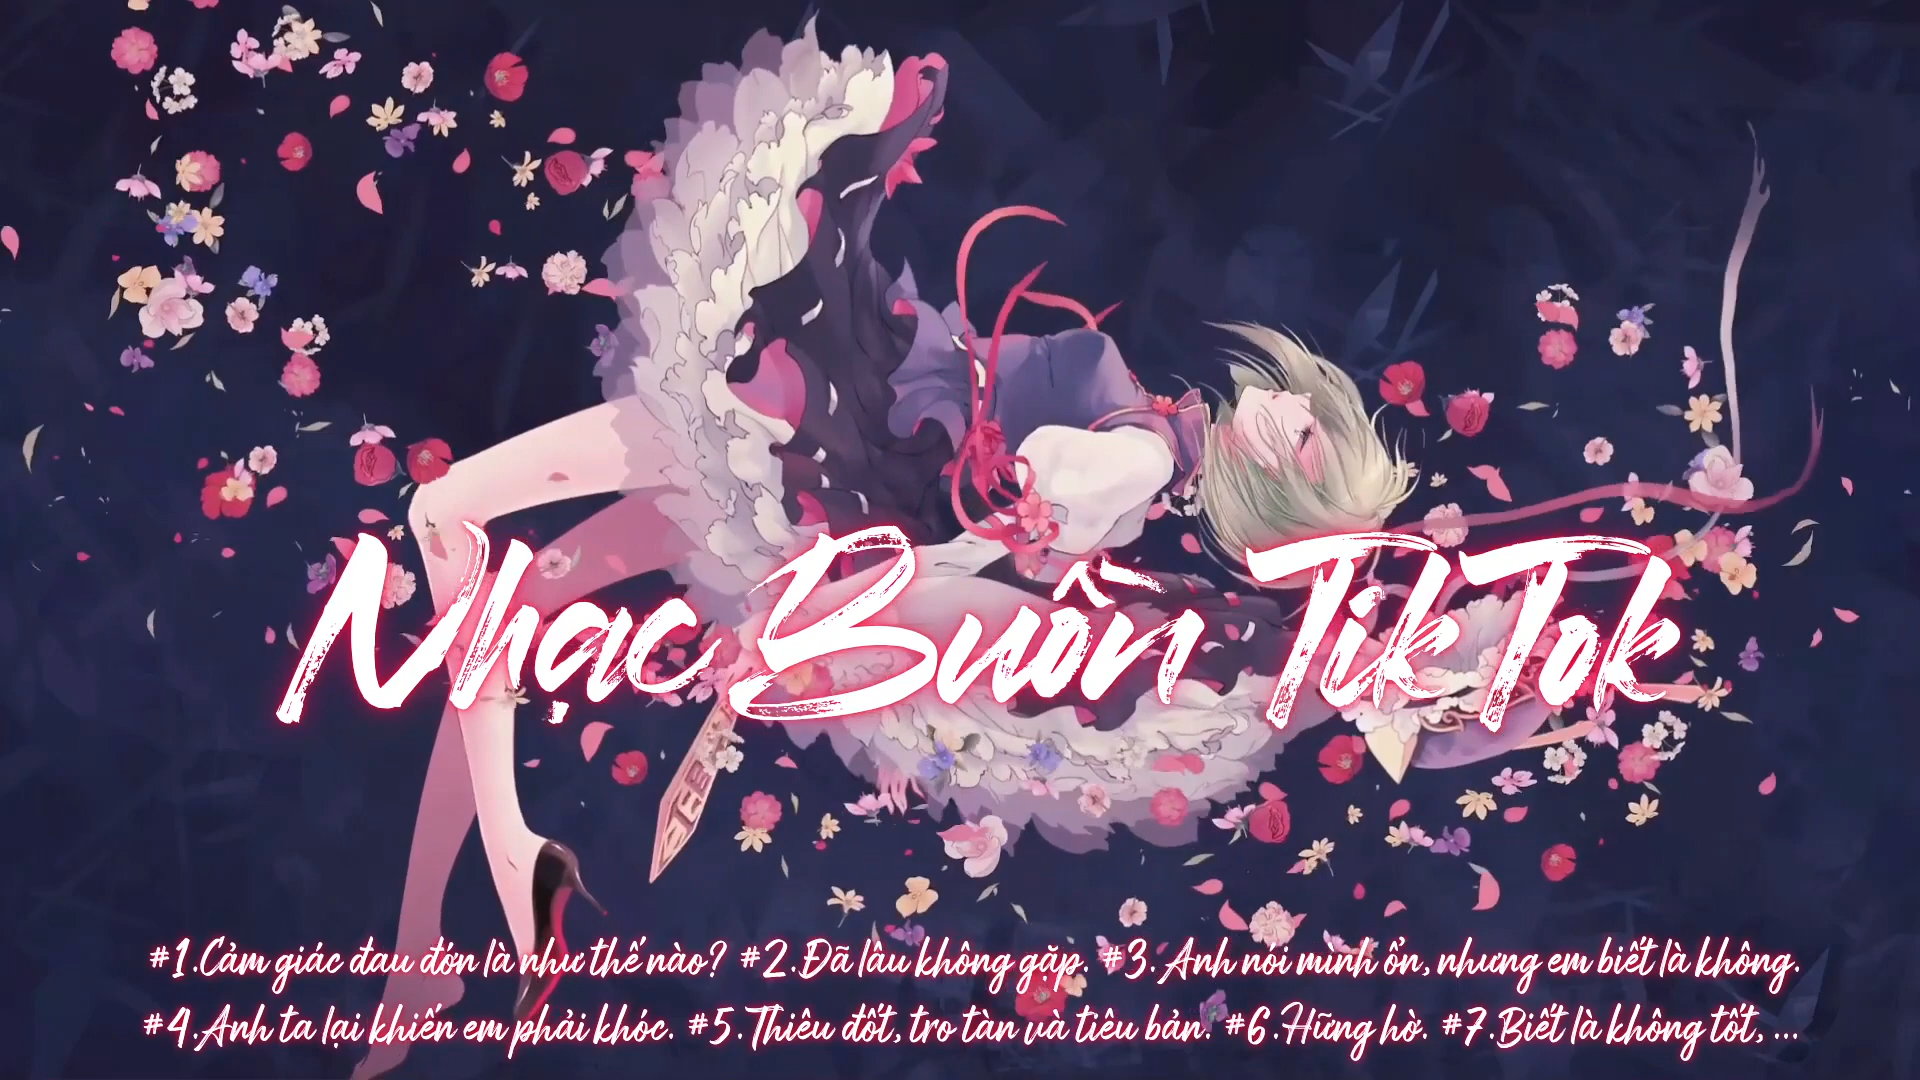 Nhạc Buồn TikTok
#1.Cảm giác đau đớn là như thế nào? #2.Đã lâu không gặp. #3. Anh nói mình ổn, nhưng em biết là không.
#4.Anh ta lại khiến em phải khóc. #5.Thiêu đốt, tro tàn và tiêu bản. #6.Hững hờ. #7.Biết là không tốt, ...